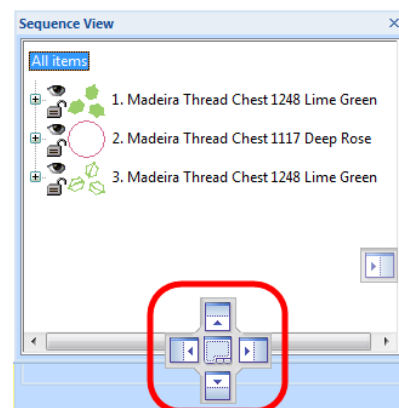 Sequence View
All items
1. Madeira Thread Chest 1248 Lime Green
2. Madeira Thread Chest 1117 Deep Rose
3. Madeira Thread Chest 1248 Lime Green